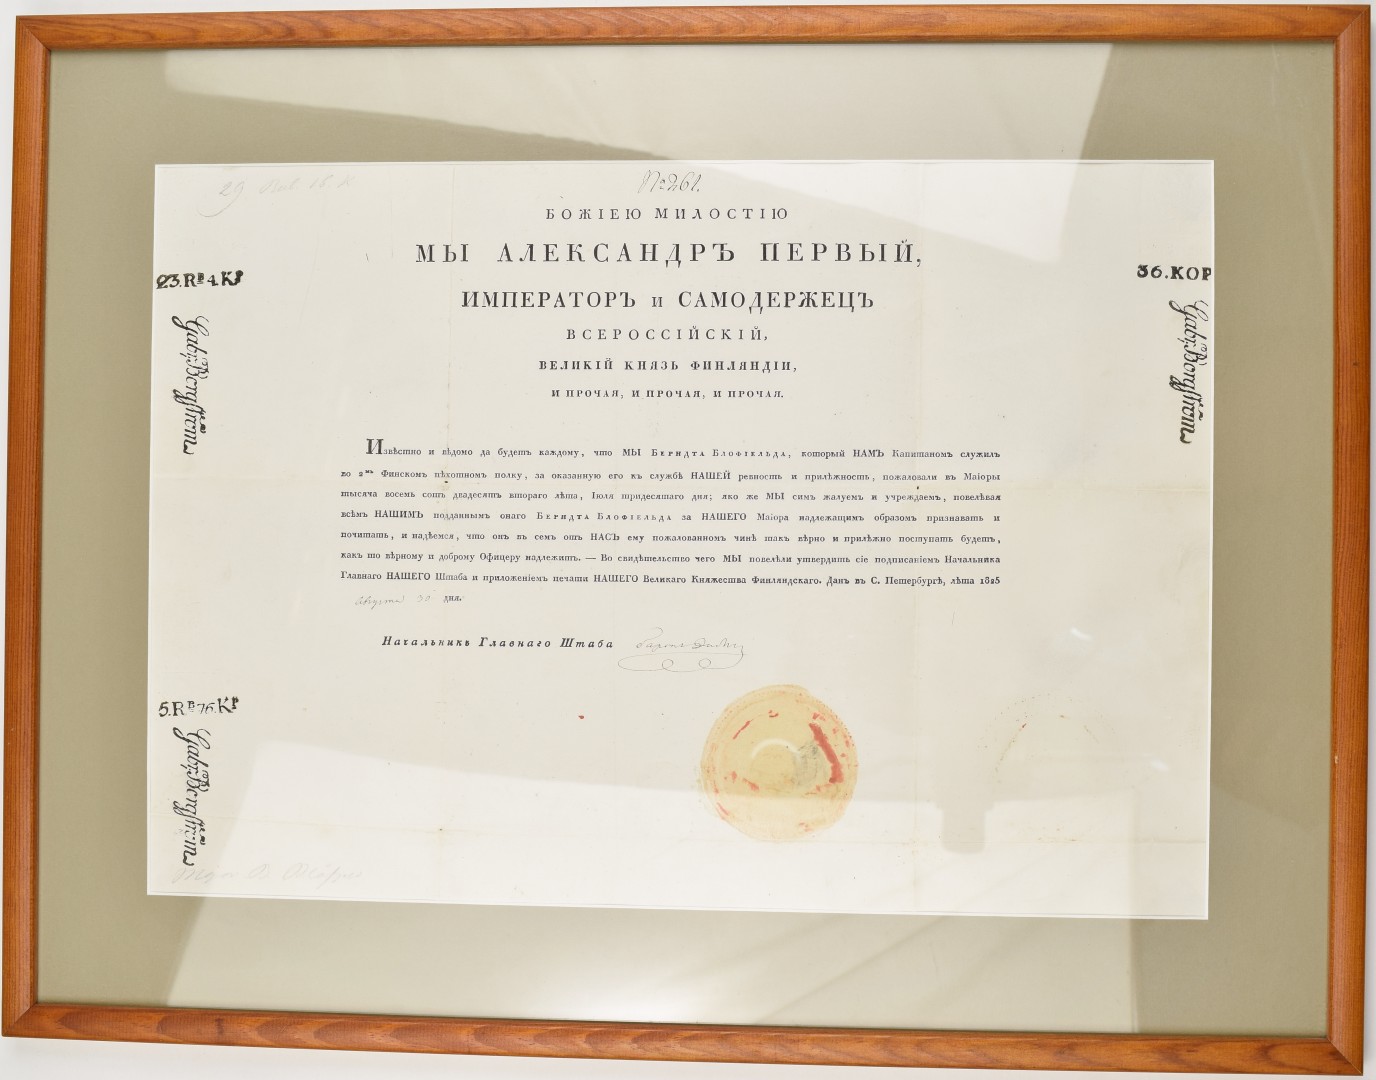 №261.
БОЖІЕЮ МИЛОСТІЮ
МЫ АЛЕКСАНДРЪ ПЕРВЫЙ,
23.Rᴰ 4.Kᴾ
36.KOP
ИМПЕРАТОРЪ и САМОДЕРЖЕЦЪ
ВСЕРОССІЙСКІЙ,
ВЕЛИКІЙ КНЯЗЬ ФИНЛЯНДІИ,
И ПРОЧАЯ, И ПРОЧАЯ, И ПРОЧАЯ.
Извѣстно и вѣдомо да будетъ каждому, что МЫ Берндта Блофіельда, который НАМЪ Капитаномъ служилъ
во 2мъ Финскомъ пѣхотномъ полку, за оказанную его къ службѣ НАШЕЙ ревность и прилѣжность, пожаловали въ Маіоры
тысяча восемь сотъ двадесятъ втораго лѣта, Іюля тридесятаго дня; яко же МЫ симъ жалуемъ и учреждаемъ, повелѣвая
всѣмъ НАШИМЪ подданнымъ онаго Берндта Блофіельда за НАШЕГО Маіора надлежащимъ образомъ признавать и
почитать, и надѣемся, что онъ въ семъ отъ НАСЪ ему пожалованномъ чинѣ такъ вѣрно и прилѣжно поступать будетъ,
какъ то вѣрному и доброму Офицеру надлежитъ. — Во свидѣтельство чего МЫ повелѣли утвердить сіе подписаніемъ Начальника
Главнаго НАШЕГО Штаба и приложеніемъ печати НАШЕГО Великаго Княжества Финляндскаго. Данъ въ С. Петербургѣ, лѣта 1825
Августа 30 дня.
Начальникъ Главнаго Штаба
5.Rᴰ 76.Kᴾ